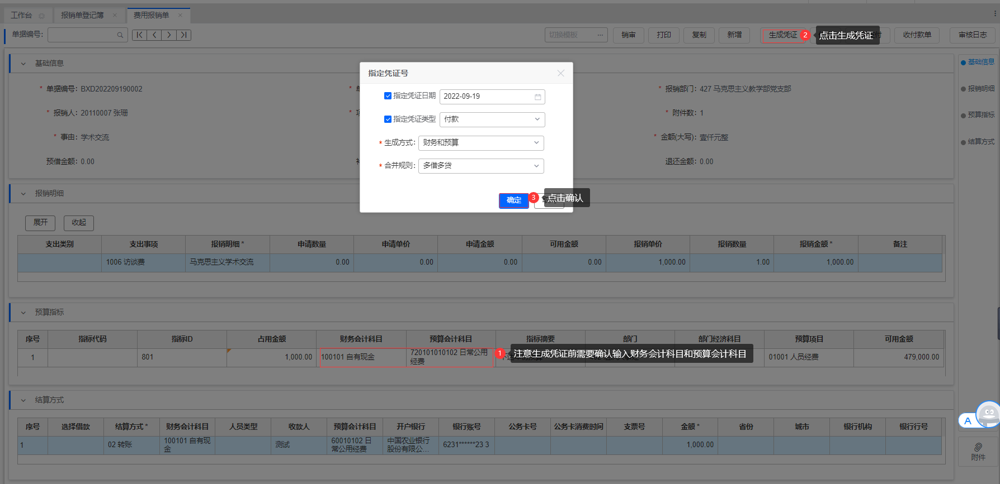 工作台
报销单登记簿
费用报销单
单据编号:
切换模板
销审
打印
复制
新增
生成凭证
2
点击生成凭证
付
收付款单
审核日志
基础信息
* 单据编号: BXD202209190002
* 报销部门: 427 马克思主义教学部党支部
* 报销人: 20110007 张珊
* 附件数: 1
* 事由: 学术交流
* 金额(大写): 壹仟元整
预借金额: 0.00
退还金额: 0.00
指定凭证号
指定凭证日期 2022-09-19
指定凭证类型 付款
* 生成方式: 财务和预算
* 合并规则: 多借多贷
确定
3
点击确认
基础信息
报销明细
预算指标
结算方式
报销明细
展开
收起
支出类别 支出事项 报销明细 * 申请数量 申请单价 申请金额 可用金额 报销单价 报销数量 报销金额 * 备注
1006 访谈费 马克思主义学术交流 0.00 0.00 0.00 0.00 1,000.00 1.00 1,000.00
预算指标
序号 指标代码 指标ID 占用金额 财务会计科目 预算会计科目 指标摘要 部门 部门经济科目 预算项目 可用金额
1 801 1,000.00 100101 自有现金 720101010102 日常公用经费 01001 人员经费 479,000.00
1
注意生成凭证前需要确认输入财务会计科目和预算会计科目
结算方式
序号 选择借款 结算方式 * 财务会计科目 人员类型 收款人 预算会计科目 开户银行 银行账号 公务卡号 公务卡消费时间 支票号 金额 * 省份 城市 银行机构 银行行号
1 02 转账 100101 自有现金 测试 60010102 日常公用经费 中国农业银行股份有限公... 6231******23 3 1,000.00
A
附件